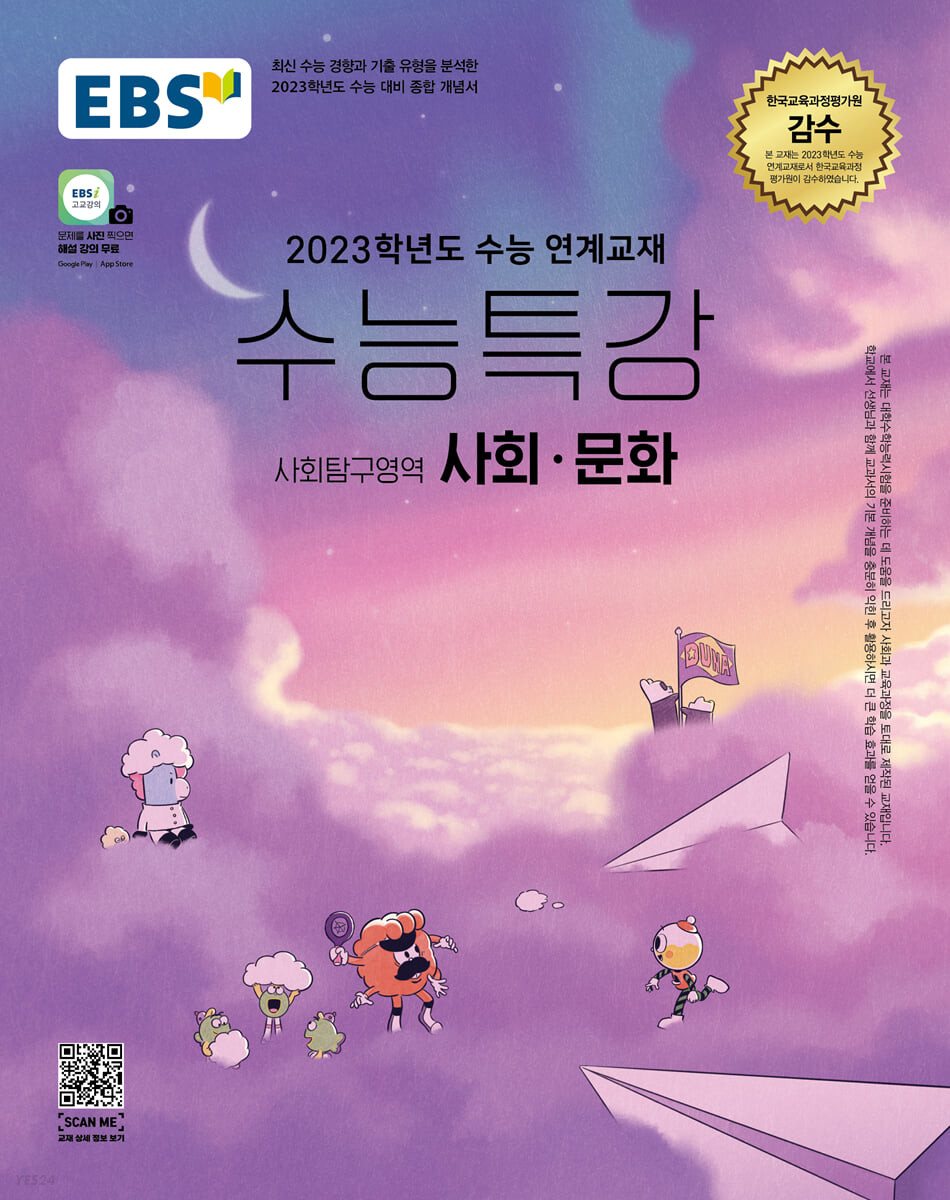 EBS
최신 수능 경향과 기출 유형을 분석한
2023학년도 수능 대비 종합 개념서
한국교육과정평가원
감수
본 교재는 2023학년도 수능
연계교재로서 한국교육과정
평가원이 감수하였습니다.
EBSi
고교강의
문제를 사진 찍으면
해설 강의 무료
Google Play | App Store
2023학년도 수능 연계교재
수능특강
사회탐구영역 사회·문화
본 교재는 대학수학능력시험을 준비하는 데 도움을 드리고자 사회과 교육과정을 토대로 제작된 교재입니다.
학교에서 선생님과 함께 교과서의 기본 개념을 충분히 익힌 후 활용하시면 더 큰 학습 효과를 얻을 수 있습니다.
DUNA
SCAN ME
교재 상세 정보 보기
YES24